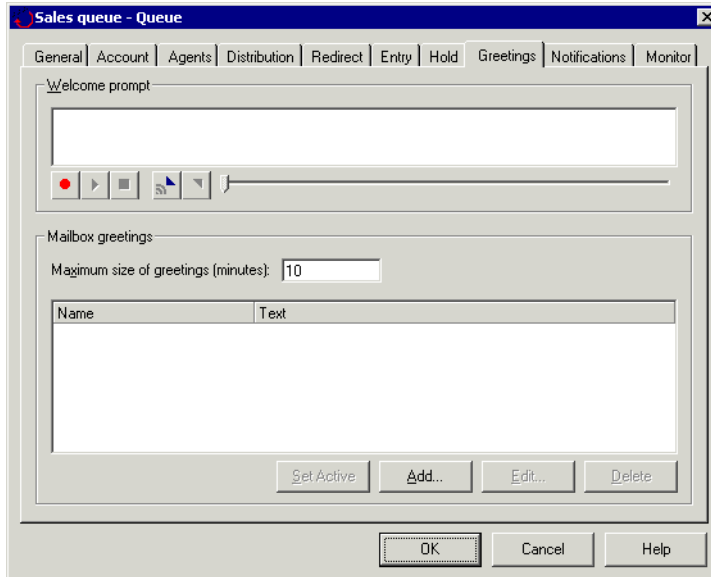 Sales queue - Queue
General Account Agents Distribution Redirect Entry Hold Greetings Notifications Monitor
Welcome prompt
Mailbox greetings
Maximum size of greetings (minutes): 10
Name Text
Set Active Add... Edit... Delete
OK Cancel Help